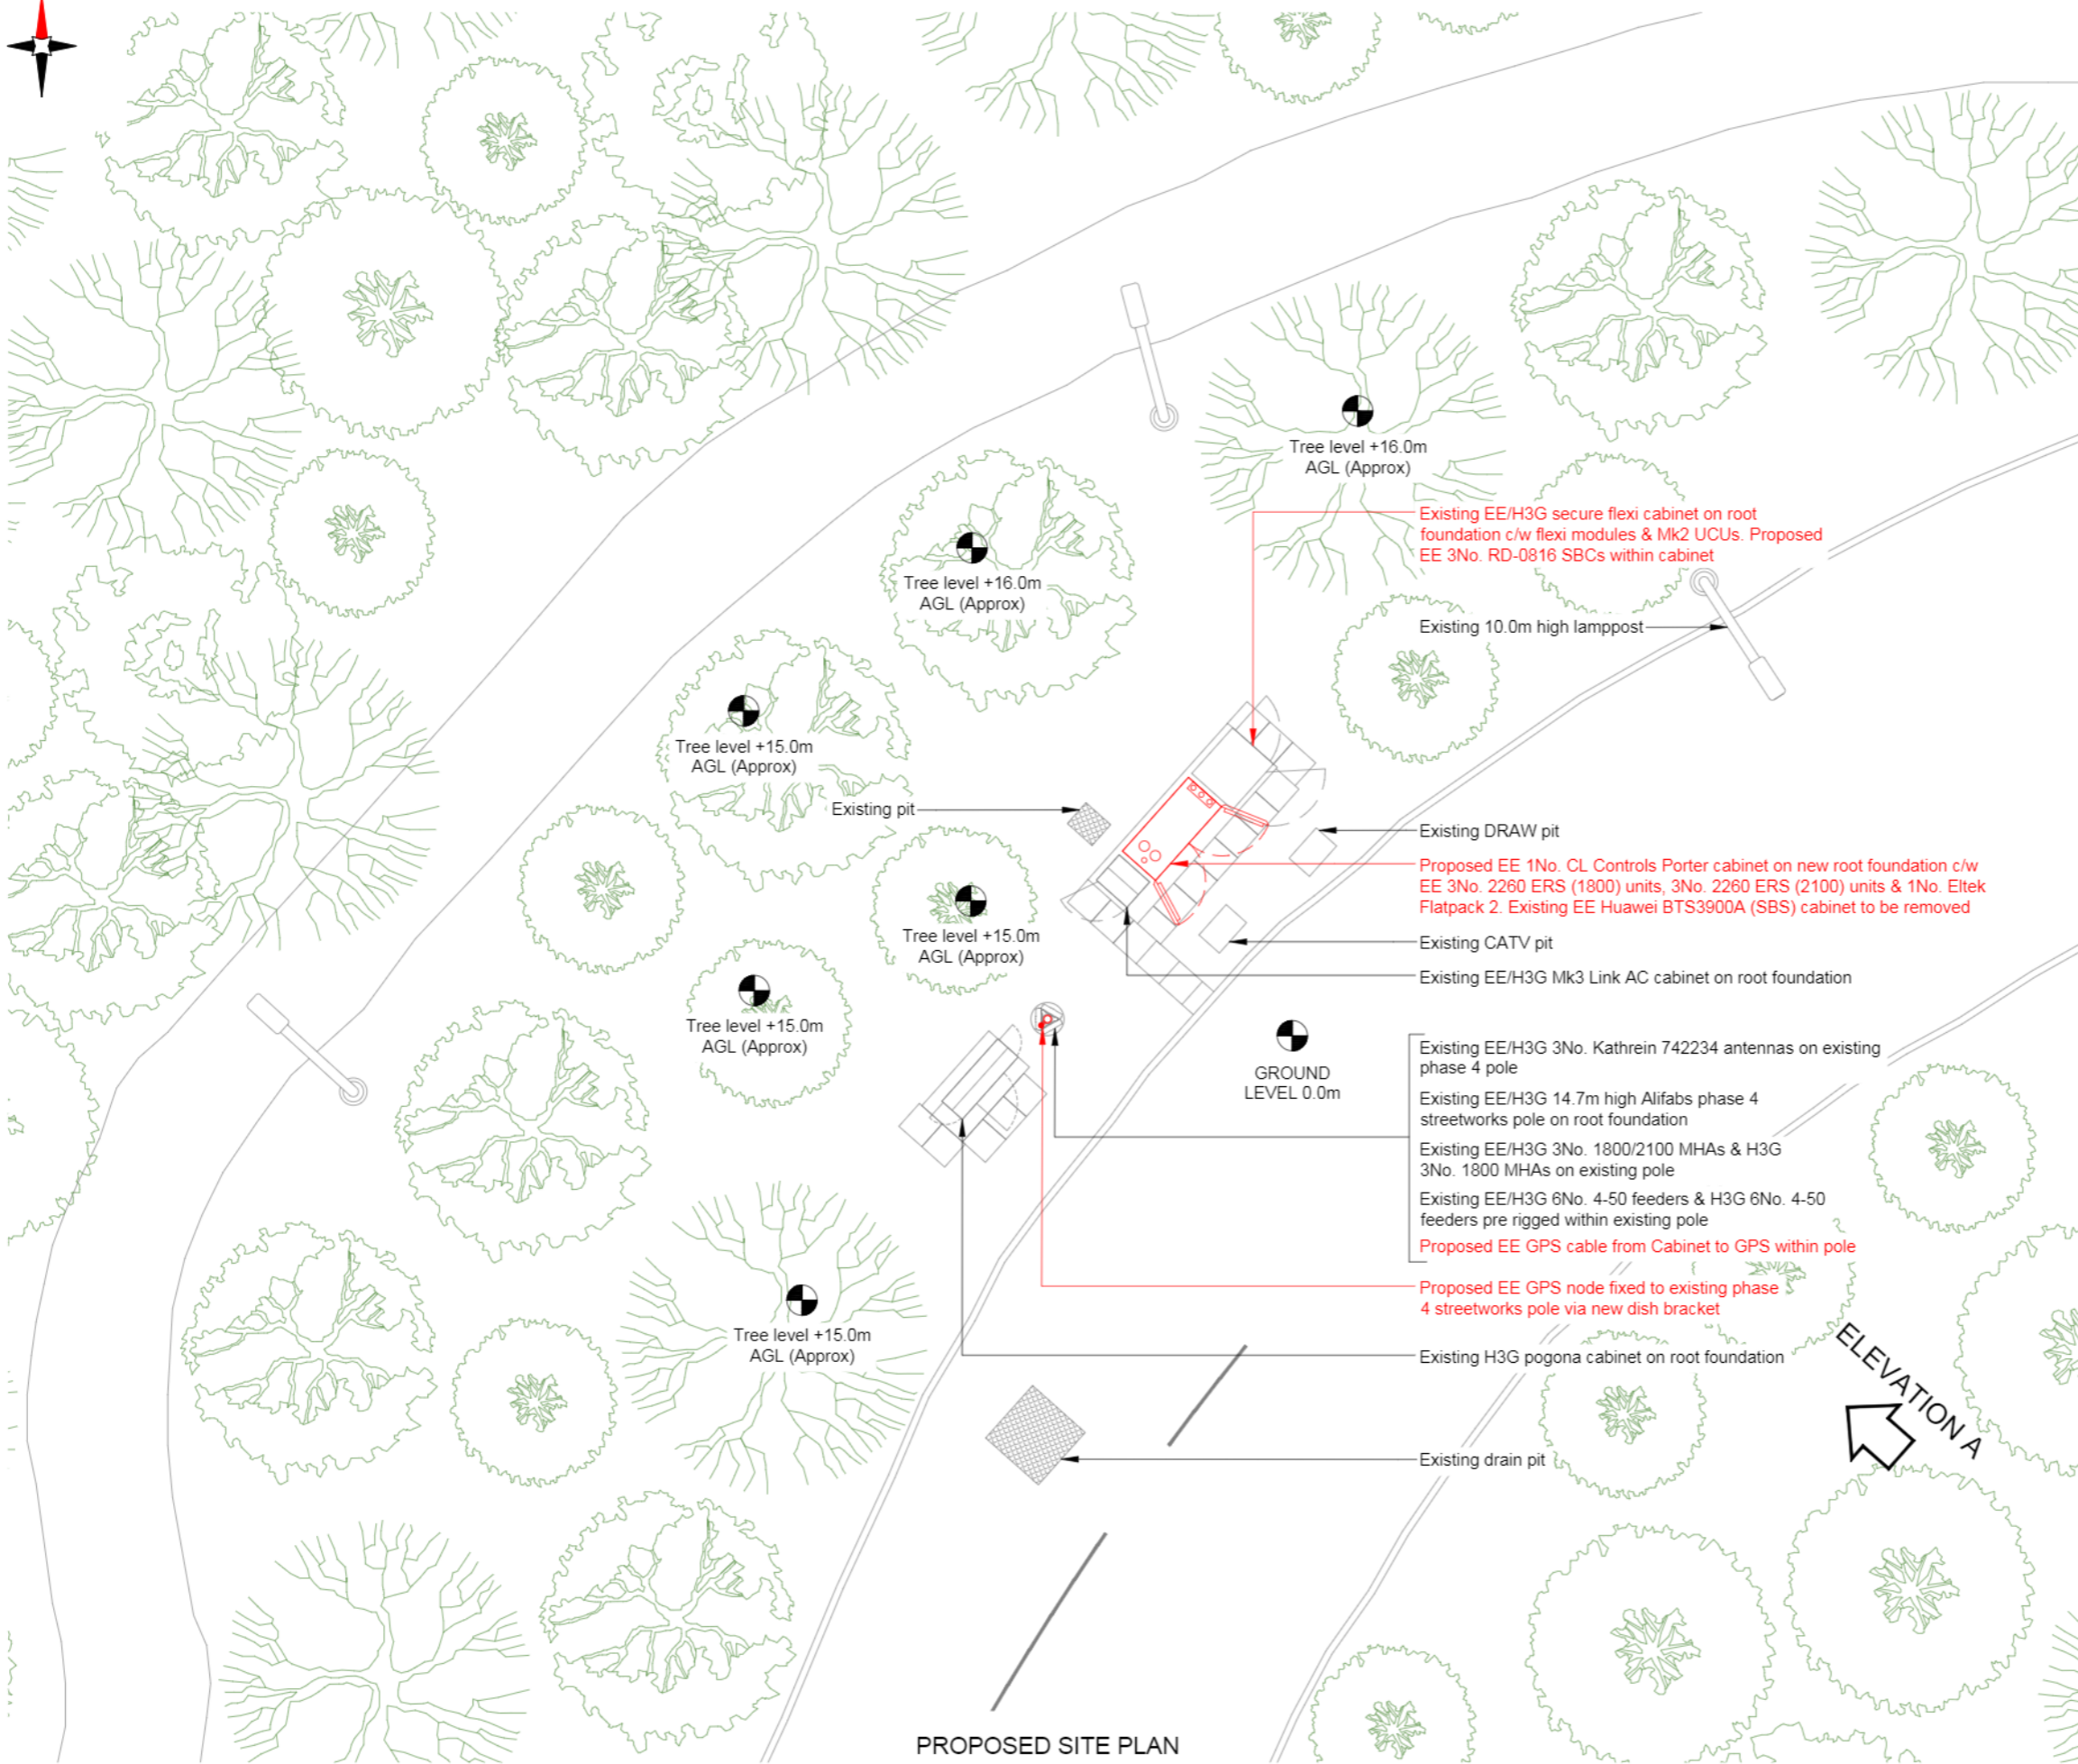 Tree level +16.0m
AGL (Approx)
Existing EE/H3G secure flexi cabinet on root
foundation c/w flexi modules & Mk2 UCUs. Proposed
EE 3No. RD-0816 SBCs within cabinet
Tree level +16.0m
AGL (Approx)
Existing 10.0m high lamppost
Tree level +15.0m
AGL (Approx)
Existing pit
Existing DRAW pit
Proposed EE 1No. CL Controls Porter cabinet on new root foundation c/w
EE 3No. 2260 ERS (1800) units, 3No. 2260 ERS (2100) units & 1No. Eltek
Flatpack 2. Existing EE Huawei BTS3900A (SBS) cabinet to be removed
Tree level +15.0m
AGL (Approx)
Existing CATV pit
Existing EE/H3G Mk3 Link AC cabinet on root foundation
Tree level +15.0m
AGL (Approx)
GROUND
LEVEL 0.0m
Existing EE/H3G 3No. Kathrein 742234 antennas on existing
phase 4 pole
Existing EE/H3G 14.7m high Alifabs phase 4
streetworks pole on root foundation
Existing EE/H3G 3No. 1800/2100 MHAs & H3G
3No. 1800 MHAs on existing pole
Existing EE/H3G 6No. 4-50 feeders & H3G 6No. 4-50
feeders pre rigged within existing pole
Proposed EE GPS cable from Cabinet to GPS within pole
Proposed EE GPS node fixed to existing phase
4 streetworks pole via new dish bracket
Tree level +15.0m
AGL (Approx)
Existing H3G pogona cabinet on root foundation
ELEVATION A
Existing drain pit
PROPOSED SITE PLAN